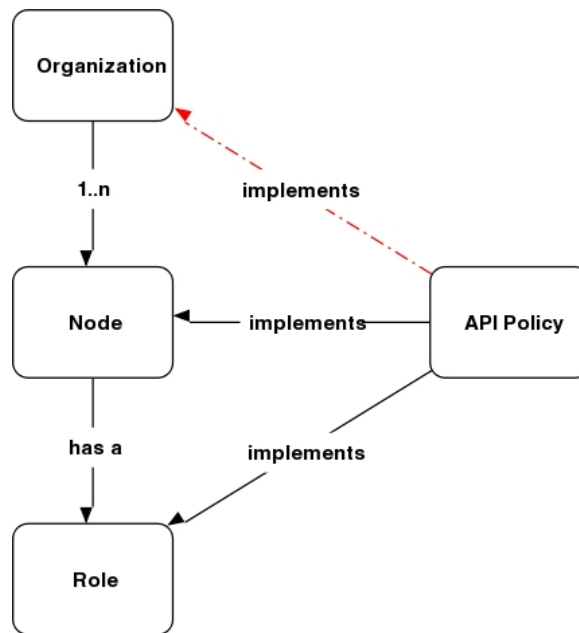 Organization
1..n
implements
Node
implements
API Policy
has a
implements
Role